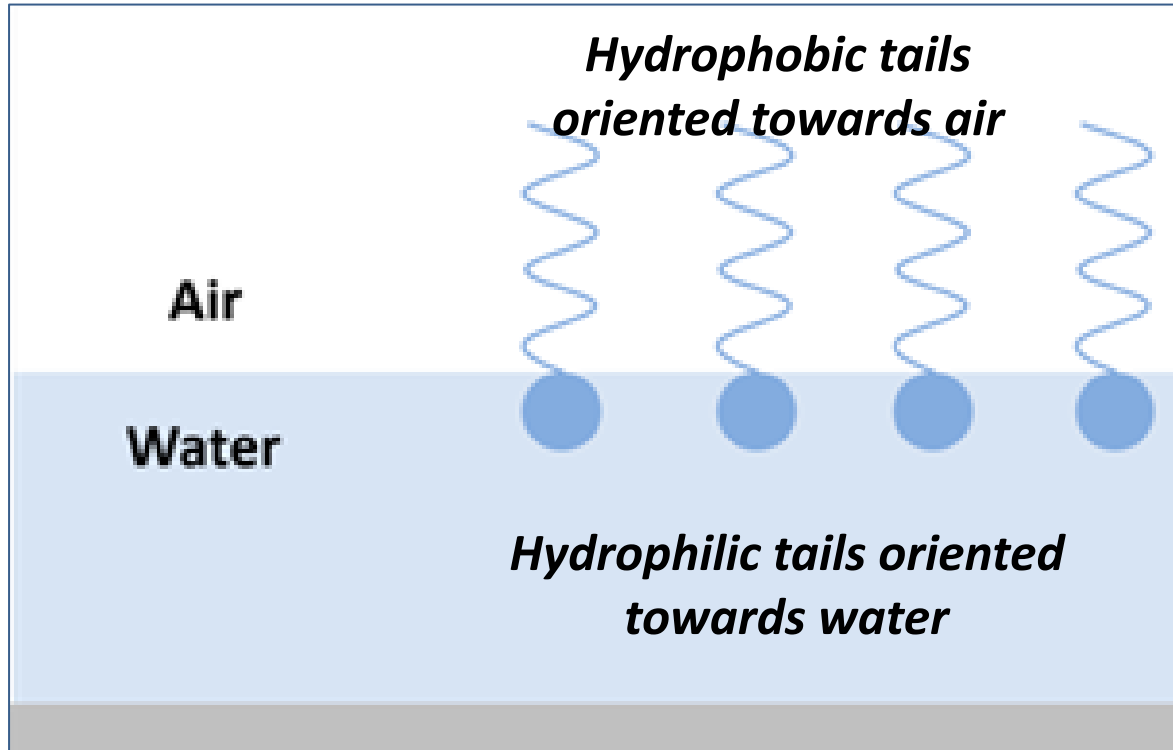 Hydrophobic tails
oriented towards air
Air
Water
Hydrophilic tails oriented
towards water